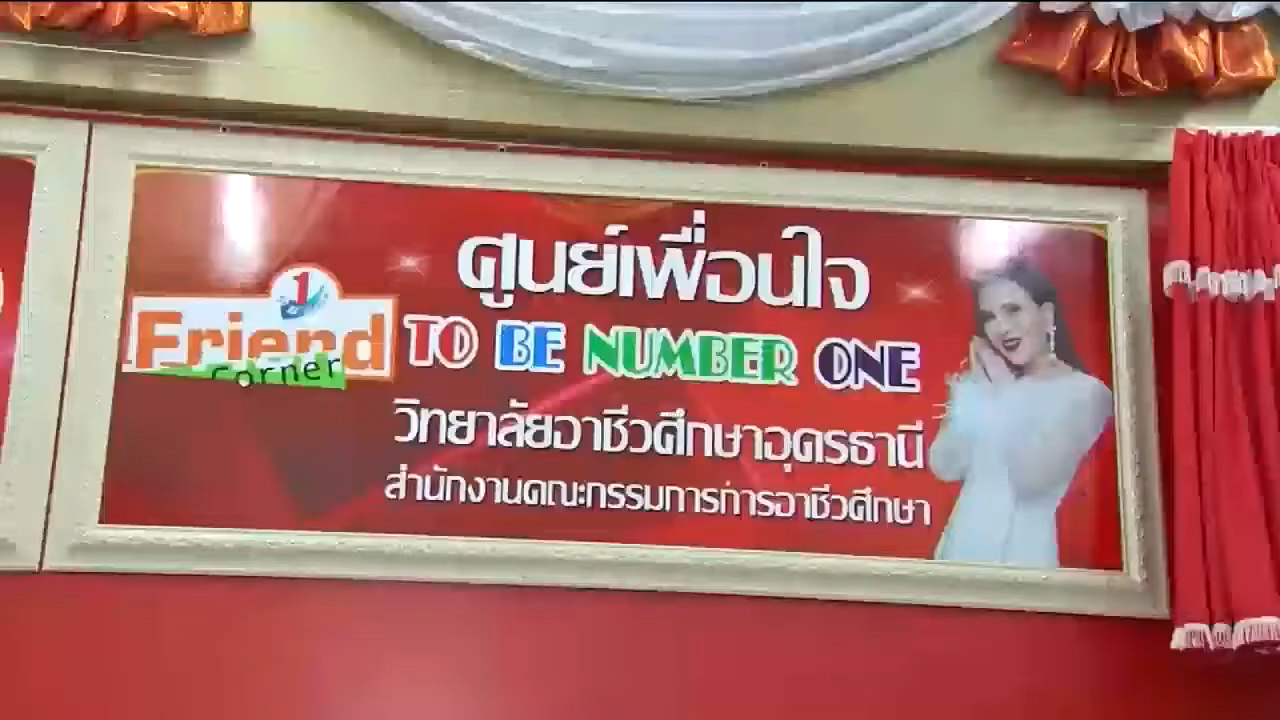 ศูนย์เพื่อนใจ
1
Friend
corner
TO BE NUMBER ONE
วิทยาลัยอาชีวศึกษาอุดรธานี
สำนักงานคณะกรรมการการอาชีวศึกษา